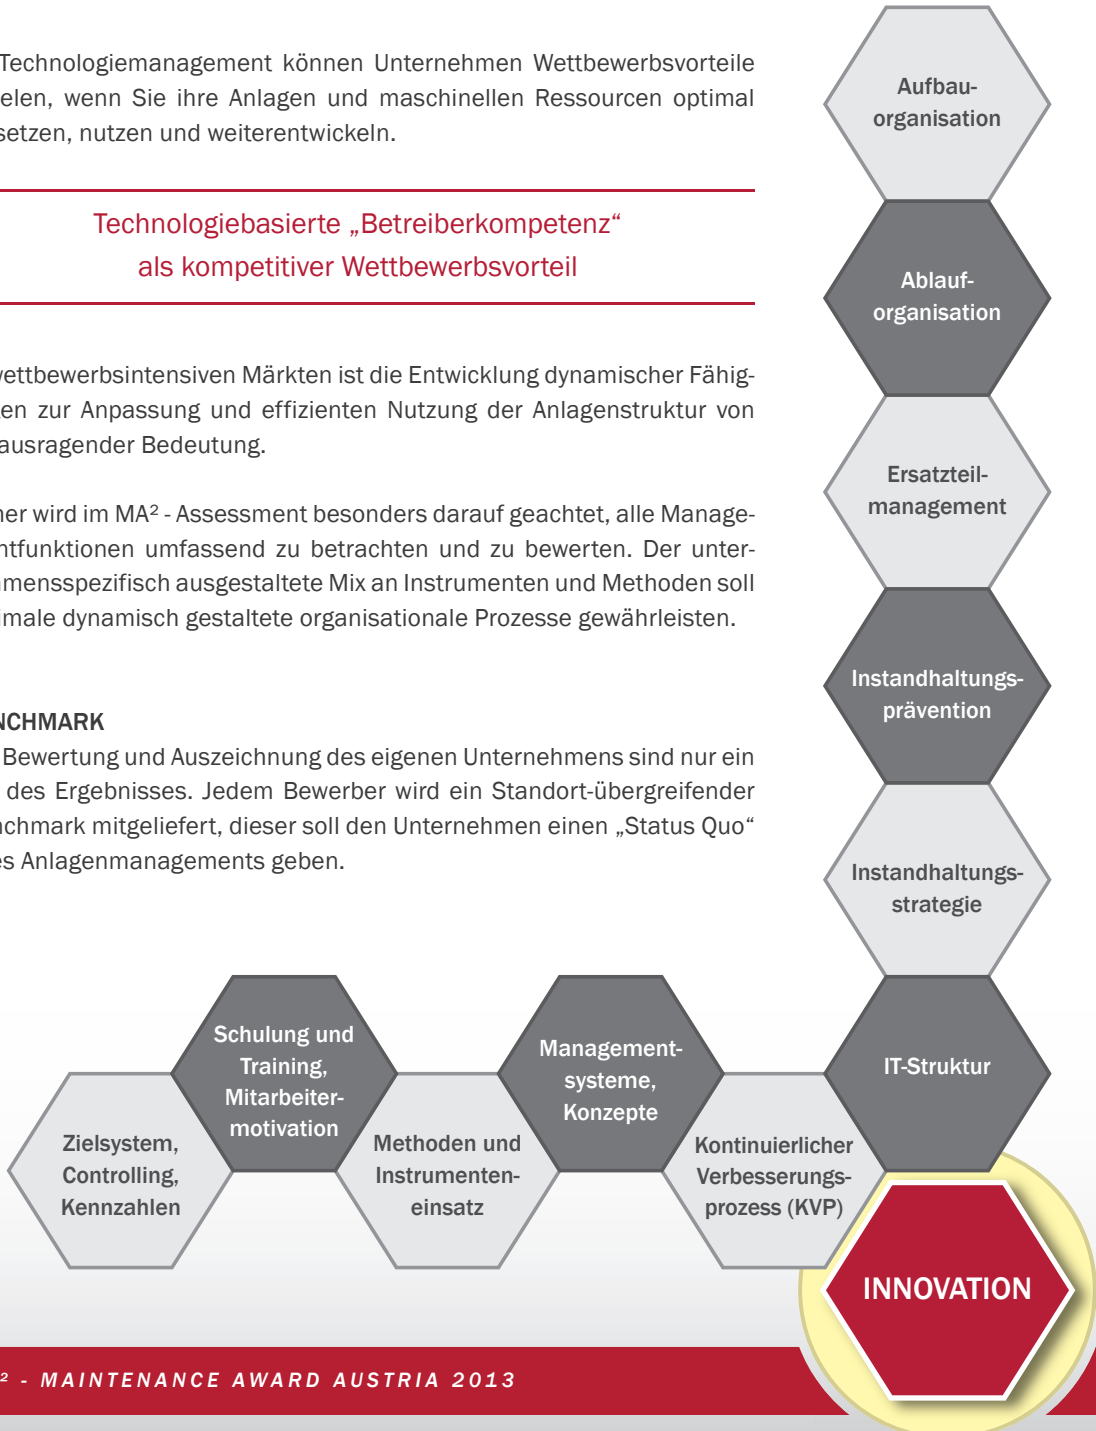 Technologiemanagement können Unternehmen Wettbewerbsvorteile
elen, wenn Sie ihre Anlagen und maschinellen Ressourcen optimal
setzen, nutzen und weiterentwickeln.
Technologiebasierte „Betreiberkompetenz“
als kompetitiver Wettbewerbsvorteil
wettbewerbsintensiven Märkten ist die Entwicklung dynamischer Fähig-
en zur Anpassung und effizienten Nutzung der Anlagenstruktur von
ausragender Bedeutung.
her wird im MA² - Assessment besonders darauf geachtet, alle Manage-
ntfunktionen umfassend zu betrachten und zu bewerten. Der unter-
mensspezifisch ausgestaltete Mix an Instrumenten und Methoden soll
imale dynamisch gestaltete organisationale Prozesse gewährleisten.
NCHMARK
Bewertung und Auszeichnung des eigenen Unternehmens sind nur ein
des Ergebnisses. Jedem Bewerber wird ein Standort-übergreifender
nchmark mitgeliefert, dieser soll den Unternehmen einen „Status Quo“
es Anlagenmanagements geben.
Aufbau-
organisation
Ablauf-
organisation
Ersatzteil-
management
Instandhaltungs-
prävention
Instandhaltungs-
strategie
IT-Struktur
Schulung und
Training,
Mitarbeiter-
motivation
Management-
systeme,
Konzepte
Zielsystem,
Controlling,
Kennzahlen
Methoden und
Instrumenten-
einsatz
Kontinuierlicher
Verbesserungs-
prozess (KVP)
INNOVATION
² - MAINTENANCE AWARD AUSTRIA 2013